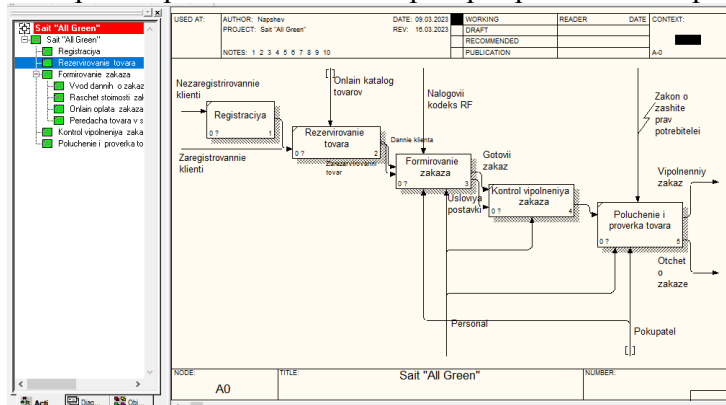 Sait "All Green"
Sait "All Green"
Registraciya
Rezervirovanie tovara
Formirovanie zakaza
Vvod dannih o zakaz
Raschet stoimosti zak
Onlain oplata zakaza
Peredacha tovara v s
Kontrol vipolneniya zaka
Poluchenie i proverka to
Acti
Diag...
Obj...
USED AT:
AUTHOR: Napshev
DATE: 09.03.2023
WORKING
READER
DATE
CONTEXT:
PROJECT: Sait "All Green"
REV: 15.03.2023
DRAFT
RECOMMENDED
NOTES: 1 2 3 4 5 6 7 8 9 10
PUBLICATION
A-0
Nezaregistrirovannie
klienti
Onlain katalog
tovarov
Nalogovii
kodeks RF
Zakon o
zashite
prav
potrebitelei
Registraciya
0 ?
1
Zaregistrovannie
klienti
Rezervirovanie
tovara
0 ?
2
Dannie klienta
Zarezervirovanni
tovar
Formirovanie
zakaza
0 ?
3
Gotovii
zakaz
Usloviya
postavki
Kontrol vipolneniya
zakaza
0 ?
4
Poluchenie i
proverka tovara
0 ?
5
Vipolnenniy
zakaz
Otchet
o
zakaze
Personal
Pokupatel
NODE:
TITLE:
NUMBER:
A0
Sait "All Green"